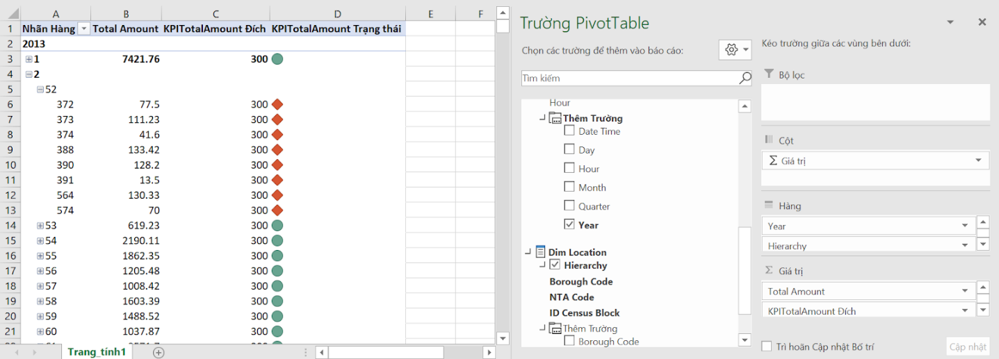 A B C D E F
1 Nhãn Hàng Total Amount KPITotalAmount Đích KPITotalAmount Trạng thái
2 2013
3 1 7421.76 300
4 2
5 52
6 372 77.5 300
7 373 111.23 300
8 374 41.6 300
9 388 133.42 300
10 390 128.2 300
11 391 13.5 300
12 564 130.33 300
13 574 70 300
14 53 619.23 300
15 54 2190.11 300
16 55 1862.35 300
17 56 1205.48 300
18 57 1008.42 300
19 58 1603.39 300
20 59 1488.52 300
21 60 1037.87 300
Trang_tính1
Trường PivotTable
Chọn các trường để thêm vào báo cáo:
Tìm kiếm
Hour
Thêm Trường
Date Time
Day
Hour
Month
Quarter
Year
Dim Location
Hierarchy
Borough Code
NTA Code
ID Census Block
Thêm Trường
Borough Code
Kéo trường giữa các vùng bên dưới:
Bộ lọc
Cột
Σ Giá trị
Hàng
Year
Hierarchy
Σ Giá trị
Total Amount
KPITotalAmount Đích
Trì hoãn Cập nhật Bố trí
Cập nhật